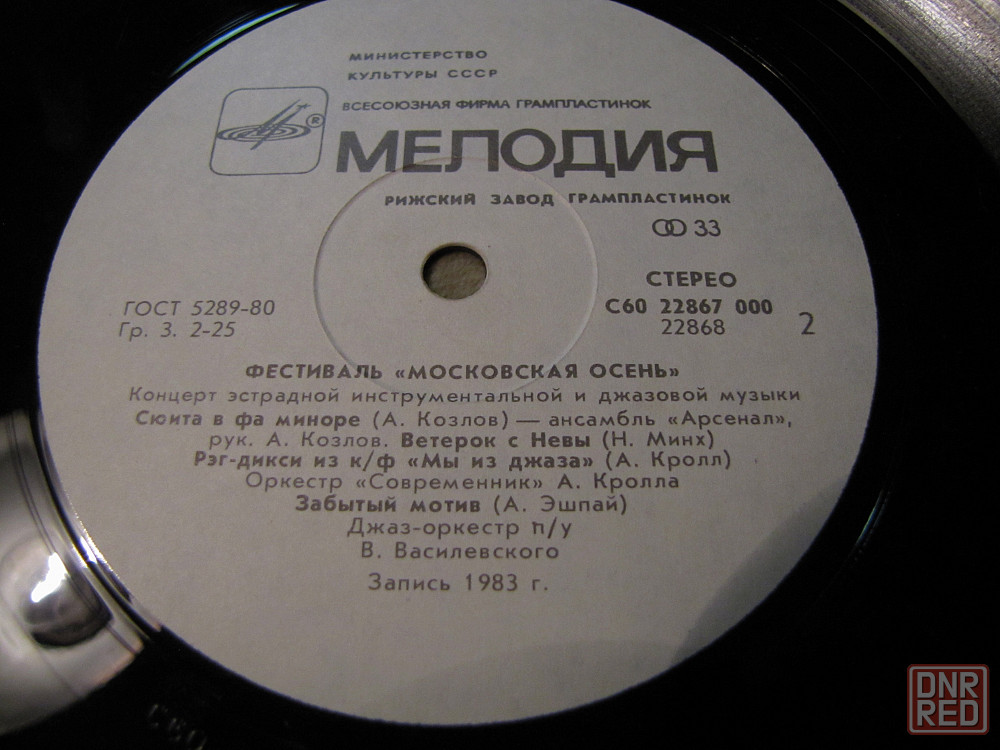 МИНИСТЕРСТВО
КУЛЬТУРЫ СССР
ВСЕСОЮЗНАЯ ФИРМА ГРАМПЛАСТИНОК
®
МЕЛОДИЯ
РИЖСКИЙ ЗАВОД ГРАМПЛАСТИНОК
33
СТЕРЕО
ГОСТ 5289-80
С60 22867 000
Гр. 3. 2-25
22868
2
ФЕСТИВАЛЬ «МОСКОВСКАЯ ОСЕНЬ»
Концерт эстрадной инструментальной и джазовой музыки
Сюита в фа миноре (А. Козлов) — ансамбль «Арсенал»,
рук. А. Козлов. Ветерок с Невы (Н. Минх)
Рэг-дикси из к/ф «Мы из джаза» (А. Кролл)
Оркестр «Современник» А. Кролла
Забытый мотив (А. Эшпай)
Джаз-оркестр п/у
В. Василевского
Запись 1983 г.
DNR
RED